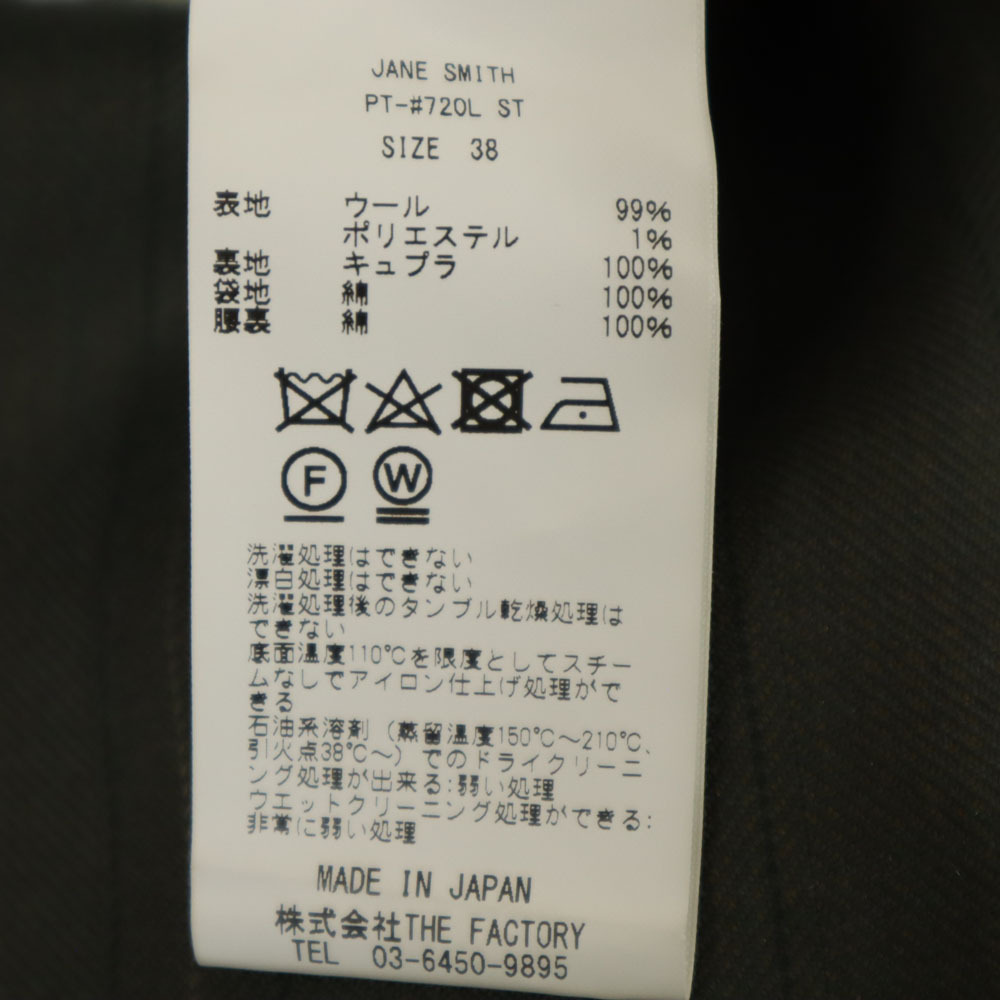 JANE SMITH
PT-#720L ST
SIZE 38
表地 ウール 99%
ポリエステル 1%
裏地 キュプラ 100%
袋地 綿 100%
腰裏 綿 100%
F W
洗濯処理はできない
漂白処理はできない
洗濯処理後のタンブル乾燥処理は
できない
底面温度110℃を限度としてスチー
ムなしでアイロン仕上げ処理がで
きる
石油系溶剤(蒸留温度150℃~210℃、
引火点38℃~)でのドライクリーニ
ング処理が出来る:弱い処理
ウエットクリーニング処理ができる:
非常に弱い処理
MADE IN JAPAN
株式会社THE FACTORY
TEL 03-6450-9895